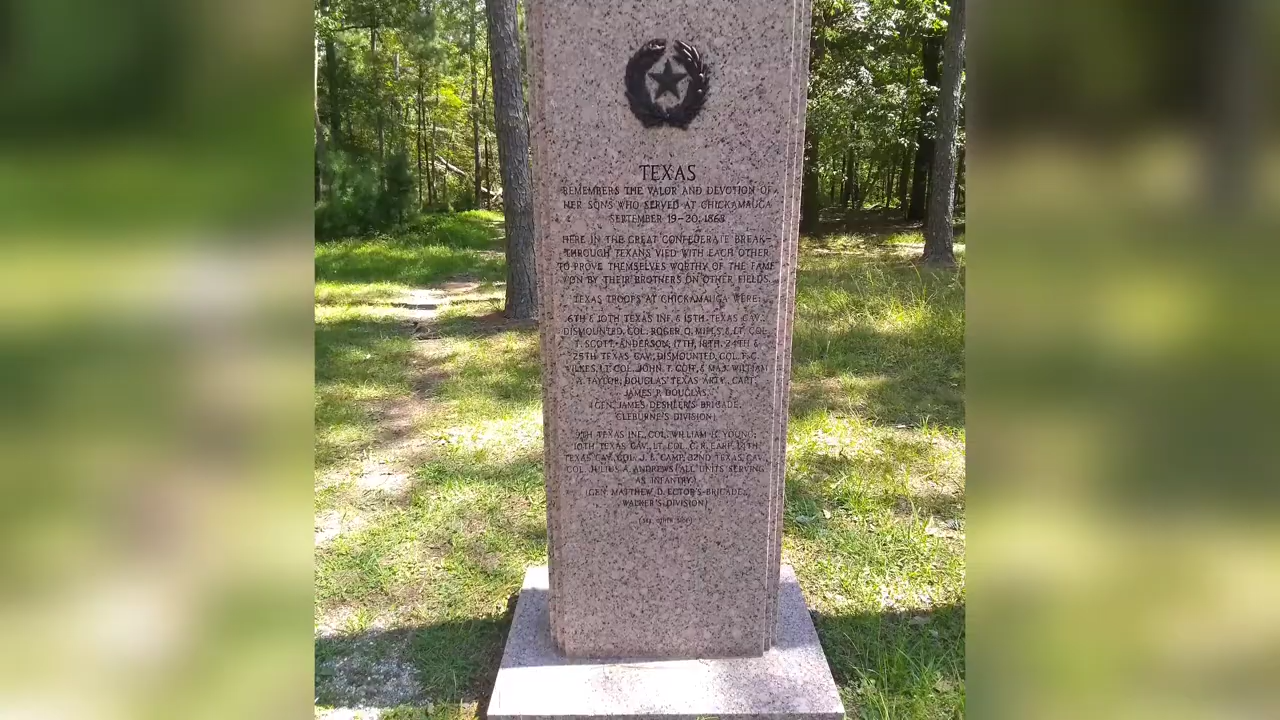 TEXAS
REMEMBERS THE VALOR AND DEVOTION OF
HER SONS WHO SERVED AT CHICKAMAUGA
SEPTEMBER 19-20, 1863
HERE IN THE GREAT CONFEDERATE BREAK-
THROUGH TEXANS VIED WITH EACH OTHER
TO PROVE THEMSELVES WORTHY OF THE FAME
WON BY THEIR BROTHERS ON OTHER FIELDS.
TEXAS TROOPS AT CHICKAMAUGA WERE:
6TH & 10TH TEXAS INF. & 15TH TEXAS CAV.,
DISMOUNTED, COL. ROGER Q. MILLS & LT. COL.
T. SCOTT ANDERSON; 17TH, 18TH, 24TH &
25TH TEXAS CAV., DISMOUNTED, COL. F. C.
WILKES, LT. COL. JOHN T. COIT, & MAJ. WILLIAM
A. TAYLOR; DOUGLAS' TEXAS ARTY., CAPT.
JAMES P. DOUGLAS.
(GEN. JAMES DESHLER'S BRIGADE,
CLEBURNE'S DIVISION)
9TH TEXAS INF., COL. WILLIAM H. YOUNG;
10TH TEXAS CAV., LT. COL. C. R. EARP; 14TH
TEXAS CAV., COL. J. L. CAMP; 32ND TEXAS CAV.,
COL. JULIUS A. ANDREWS (ALL UNITS SERVING
AS INFANTRY)
(GEN. MATTHEW D. ECTOR'S BRIGADE,
WALKER'S DIVISION)
(SEE OTHER SIDE)